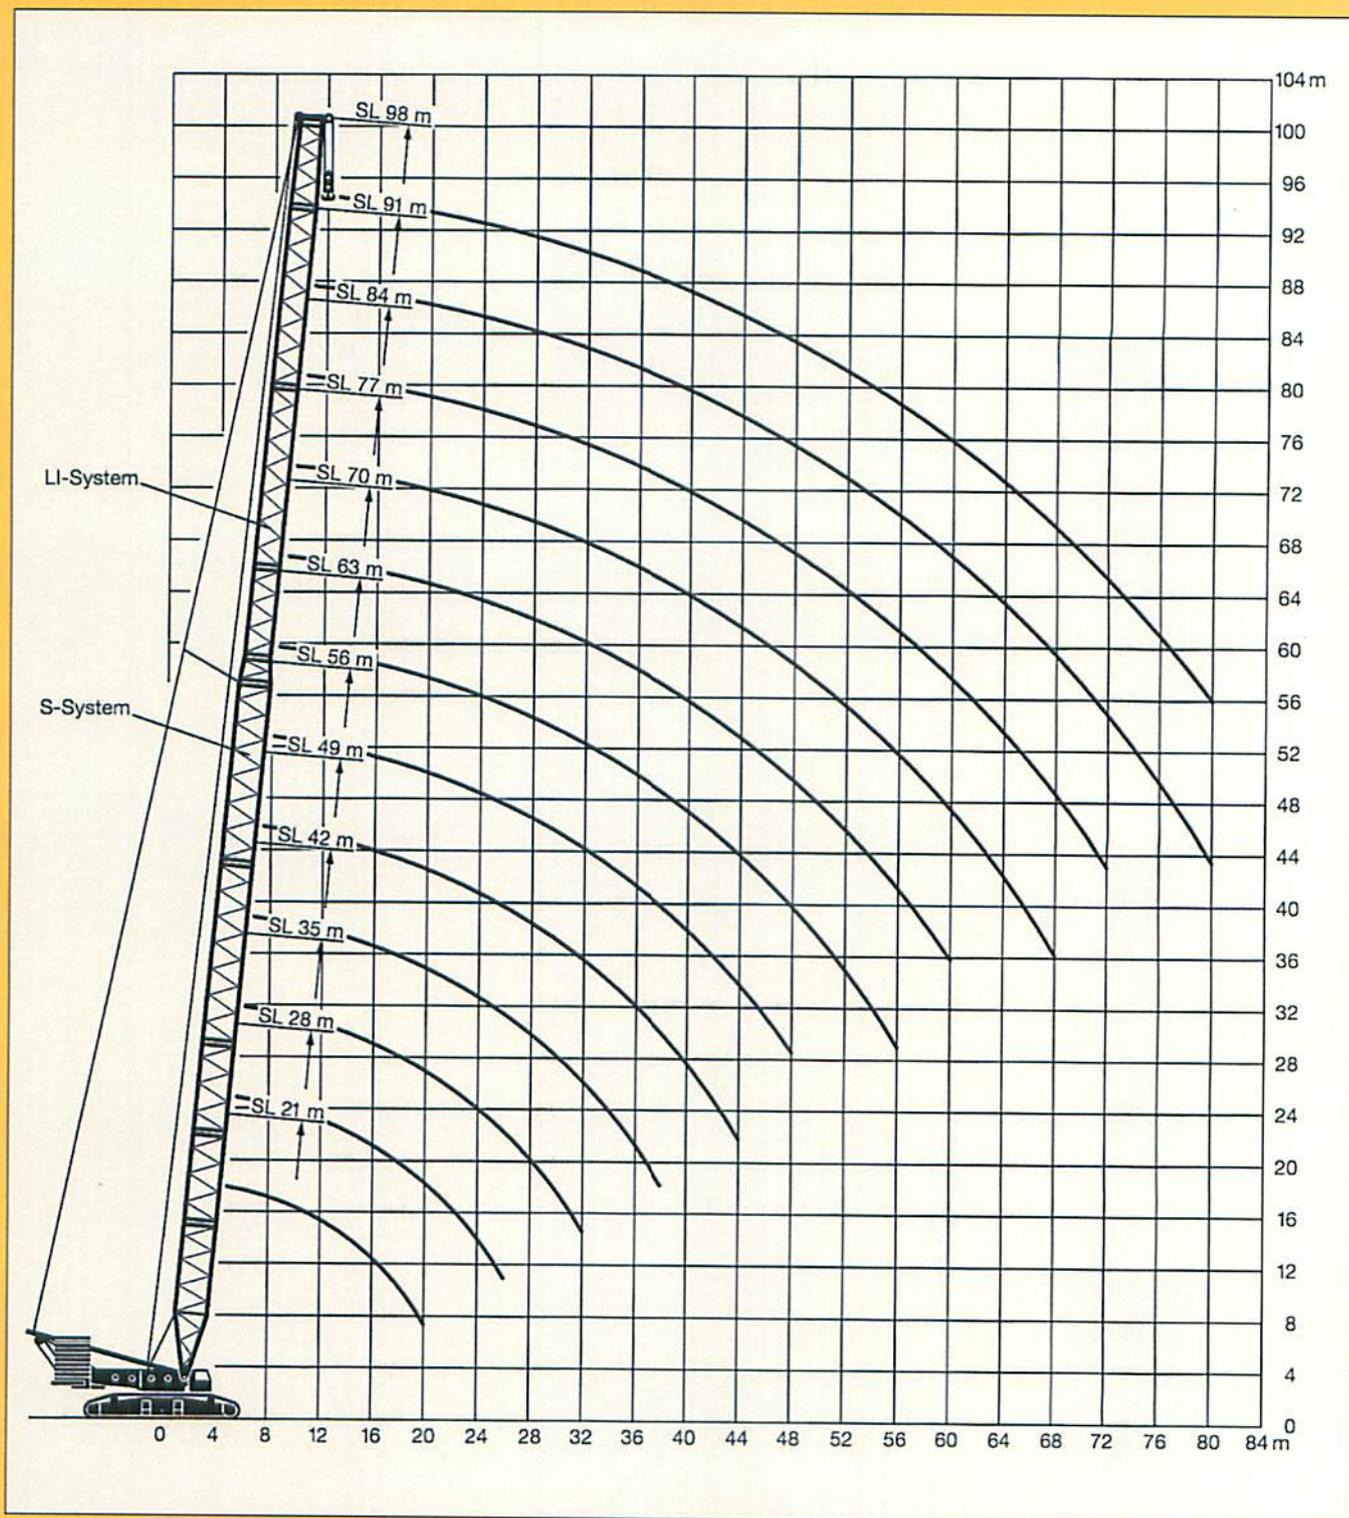 104 m
SL 98 m
100
96
SL 91 m
92
88
SL 84 m
84
SL 77 m
80
76
LI-System
SL 70 m
72
68
SL 63 m
64
60
SL 56 m
56
S-System
SL 49 m
52
48
SL 42 m
44
40
SL 35 m
36
32
SL 28 m
28
24
SL 21 m
20
16
12
8
4
0
0 4 8 12 16 20 24 28 32 36 40 44 48 52 56 60 64 68 72 76 80 84 m